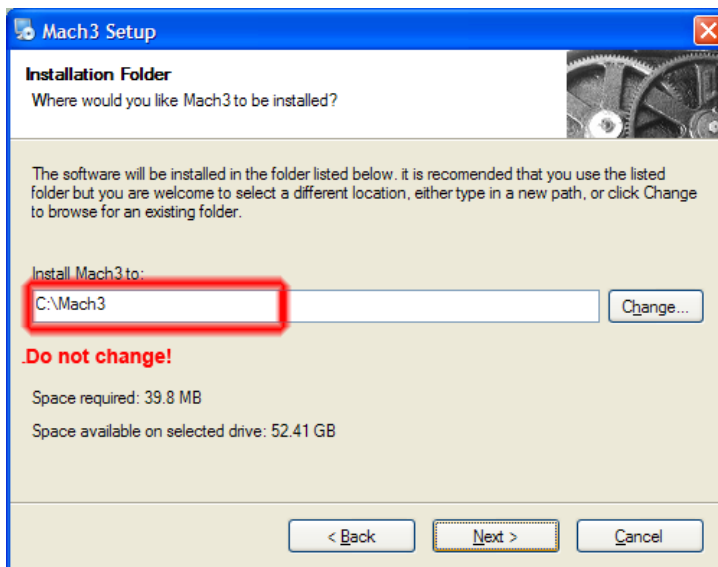 Mach3 Setup
Installation Folder
Where would you like Mach3 to be installed?
The software will be installed in the folder listed below. it is recomended that you use the listed
folder but you are welcome to select a different location, either type in a new path, or click Change
to browse for an existing folder.
Install Mach3 to:
C:\Mach3
Change...
.Do not change!
Space required: 39.8 MB
Space available on selected drive: 52.41 GB
< Back
Next >
Cancel